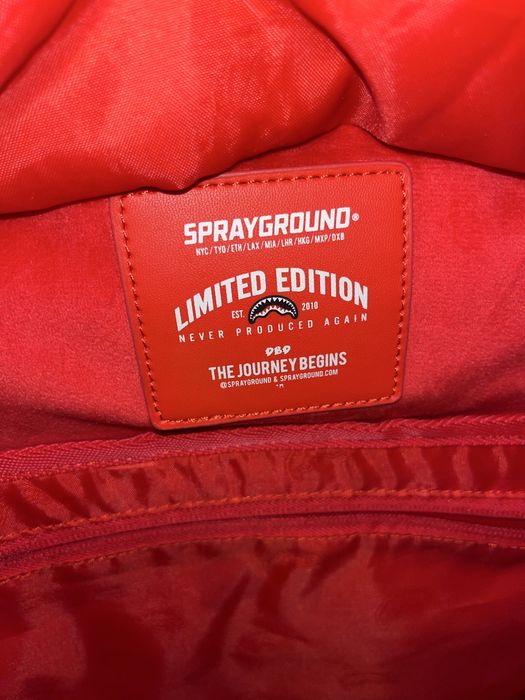 SPRAYGROUND®
NYC/TYO/ETH/LAX/MIA/LHR/HKG/MXP/DXB
LIMITED EDITION
EST. 2010
NEVER PRODUCED AGAIN
DBD
THE JOURNEY BEGINS
@SPRAYGROUND & SPRAYGROUND.COM